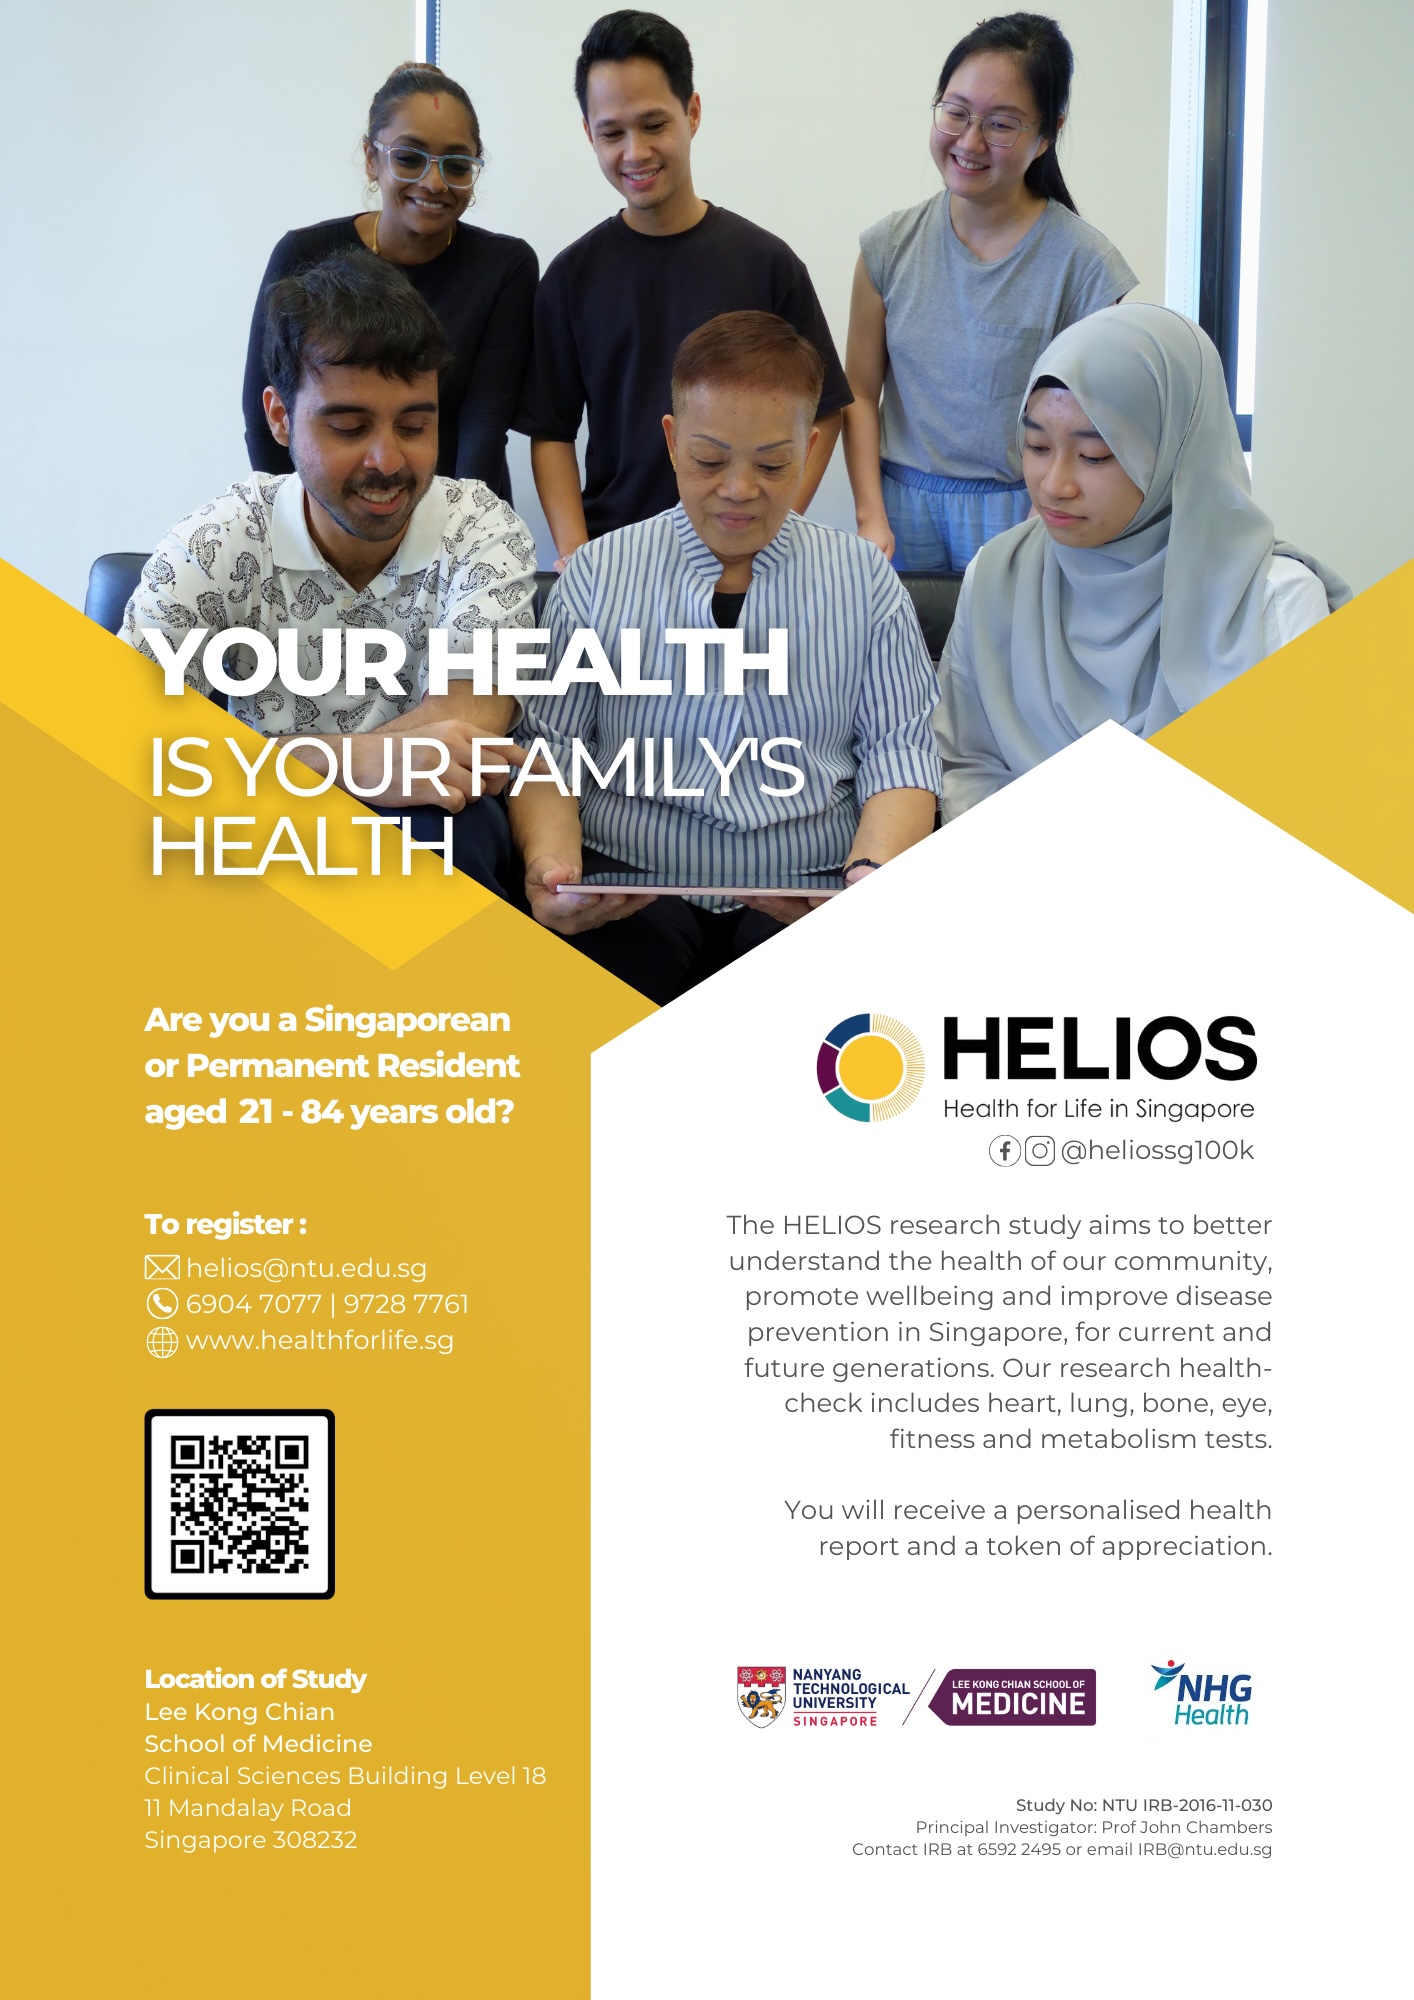 YOUR HEALTH
IS YOUR FAMILY'S
HEALTH
Are you a Singaporean
or Permanent Resident
aged 21 - 84 years old?
To register :
helios@ntu.edu.sg
6904 7077 | 9728 7761
www.healthforlife.sg
Location of Study
Lee Kong Chian
School of Medicine
Clinical Sciences Building Level 18
11 Mandalay Road
Singapore 308232
HELIOS
Health for Life in Singapore
@heliossg100k
The HELIOS research study aims to better
understand the health of our community,
promote wellbeing and improve disease
prevention in Singapore, for current and
future generations. Our research health-
check includes heart, lung, bone, eye,
fitness and metabolism tests.
You will receive a personalised health
report and a token of appreciation.
NANYANG
TECHNOLOGICAL
UNIVERSITY
SINGAPORE
LEE KONG CHIAN SCHOOL OF
MEDICINE
NHG
Health
Study No: NTU IRB-2016-11-030
Principal Investigator: Prof John Chambers
Contact IRB at 6592 2495 or email IRB@ntu.edu.sg